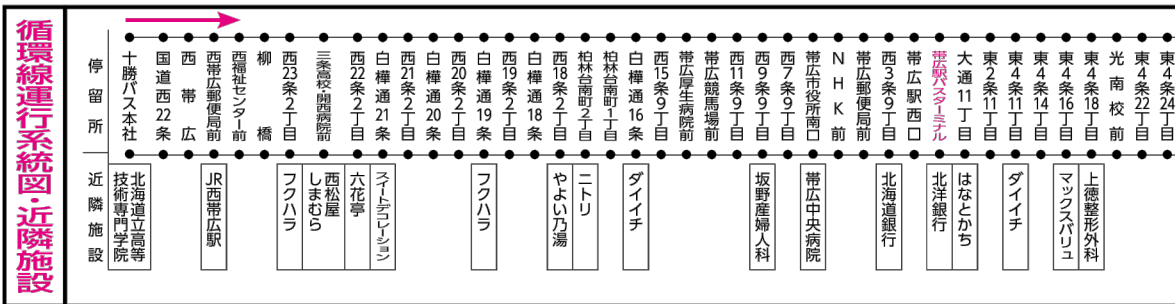 循環線運行系統図・近隣施設
停留所
十勝バス本社
国道西22条
西帯広
西帯広郵便局前
西福祉センター前
柳橋
西23条2丁目
三条高校・開西病院前
西22条2丁目
白樺通21条
西21条2丁目
白樺通20条
西20条2丁目
白樺通19条
西19条2丁目
白樺通18条
西18条2丁目
柏林台南町2丁目
柏林台南町1丁目
白樺通16条
西15条9丁目
帯広厚生病院前
帯広競馬場前
西11条9丁目
西9条9丁目
西7条9丁目
帯広市役所南口
NHK前
帯広郵便局前
西3条9丁目
帯広駅西口
帯広駅バスターミナル
大通11丁目
東2条11丁目
東4条11丁目
東4条14丁目
東4条16丁目
東4条18丁目
光南校前
東4条22丁目
東4条24丁目
近隣施設
北海道立高等
技術専門学院
JR西帯広駅
フクハラ
西松屋
しまむら
六花亭
スイートデコレーション
フクハラ
やよい乃湯
ニトリ
ダイイチ
坂野産婦人科
帯広中央病院
北海道銀行
北洋銀行
はなとかち
ダイイチ
マックスバリュ
上徳整形外科